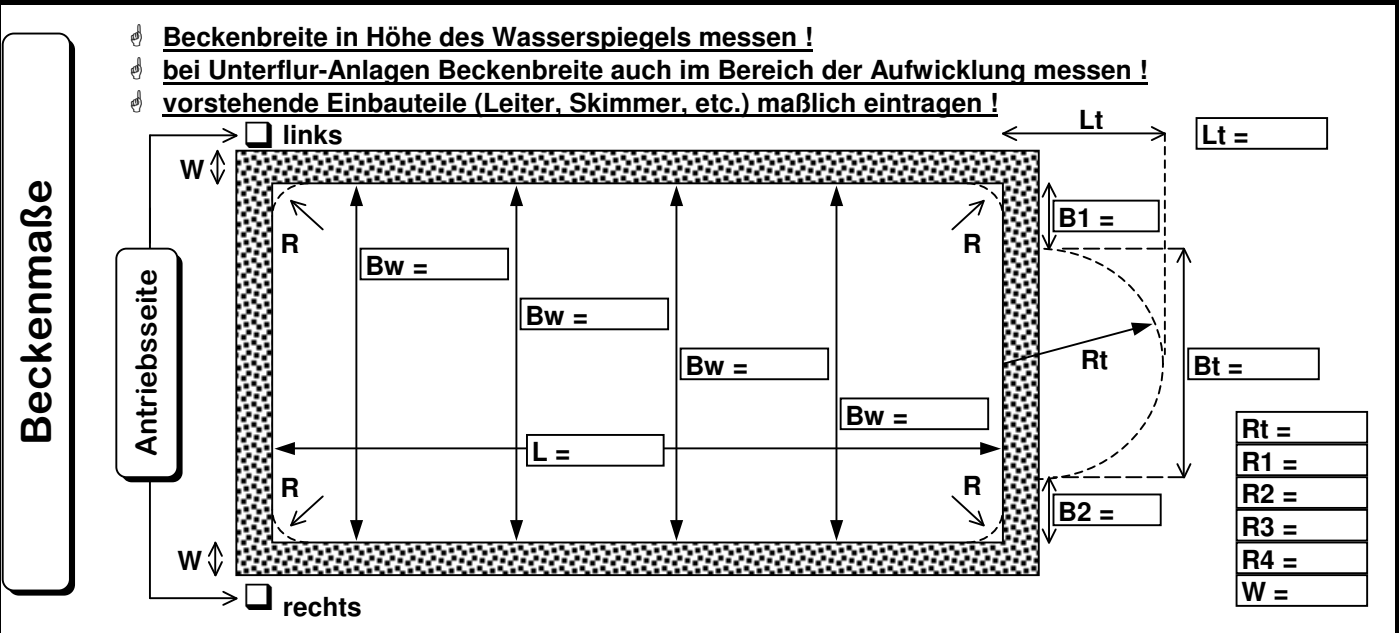 Beckenmaße
Beckenbreite in Höhe des Wasserspiegels messen !
bei Unterflur-Anlagen Beckenbreite auch im Bereich der Aufwicklung messen !
vorstehende Einbauteile (Leiter, Skimmer, etc.) maßlich eintragen !
Antriebsseite
links
rechts
W
W
R
R
R
R
Bw =
Bw =
Bw =
Bw =
L =
Lt
Lt =
B1 =
Rt
Bt =
B2 =
Rt =
R1 =
R2 =
R3 =
R4 =
W =